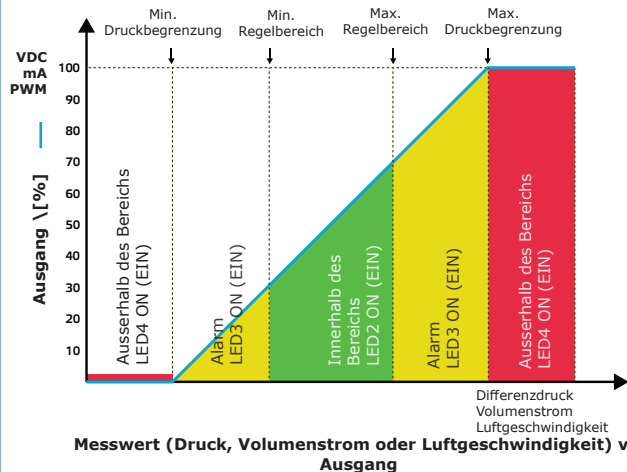 Min.
Druckbegrenzung
Min.
Regelbereich
Max.
Regelbereich
Max.
Druckbegrenzung
VDC
mA
PWM
Ausgang \[%]
100
90
80
70
60
50
40
30
20
10
Ausserhalb des Bereichs
LED4 ON (EIN)
Alarm
LED3 ON (EIN)
Innerhalb des
Bereichs
LED2 ON (EIN)
Alarm
LED3 ON (EIN)
Ausserhalb des Bereichs
LED4 ON (EIN)
Differenzdruck
Volumenstrom
Luftgeschwindigkeit
Messwert (Druck, Volumenstrom oder Luftgeschwindigkeit) v
Ausgang